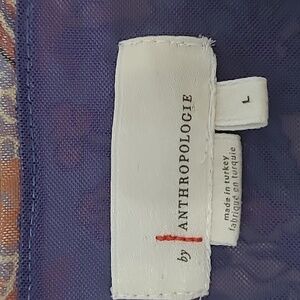 by ANTHROPOLOGIE
L
made in turkey
fabriqué en turquie